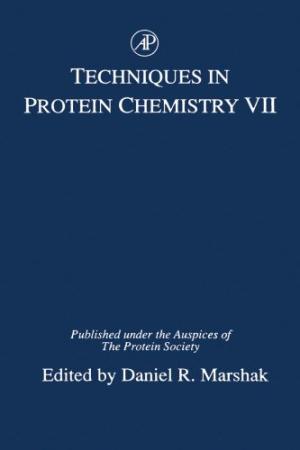 AP
TECHNIQUES IN
PROTEIN CHEMISTRY VII
Published under the Auspices of
The Protein Society
Edited by Daniel R. Marshak